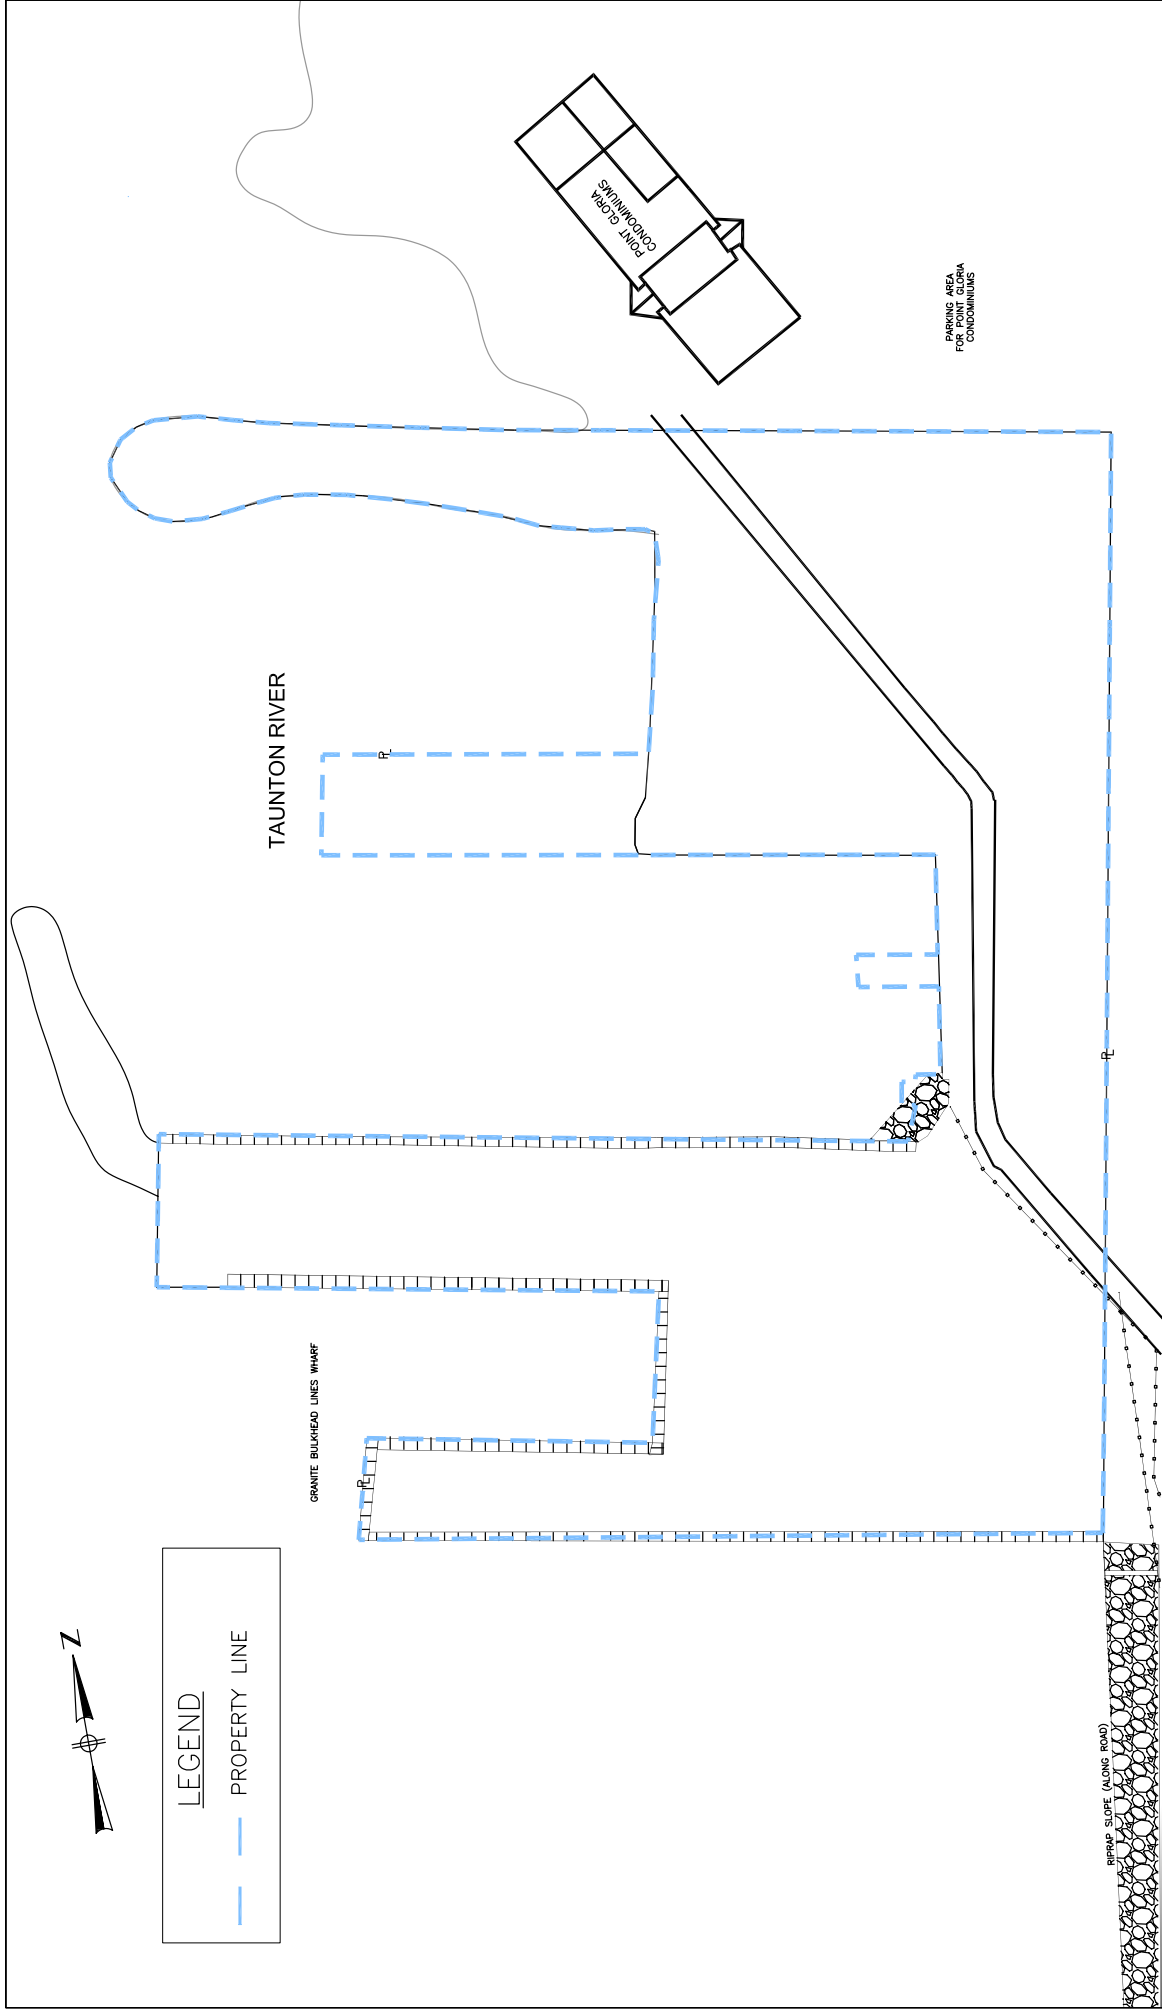 POINT GLORIA
CONDOMINIUMS
PARKING AREA
FOR POINT GLORIA
CONDOMINIUMS
TAUNTON RIVER
PL
PL
GRANITE BULKHEAD LINES WHARF
PL
N
LEGEND
PROPERTY LINE
RIPRAP SLOPE (ALONG ROAD)